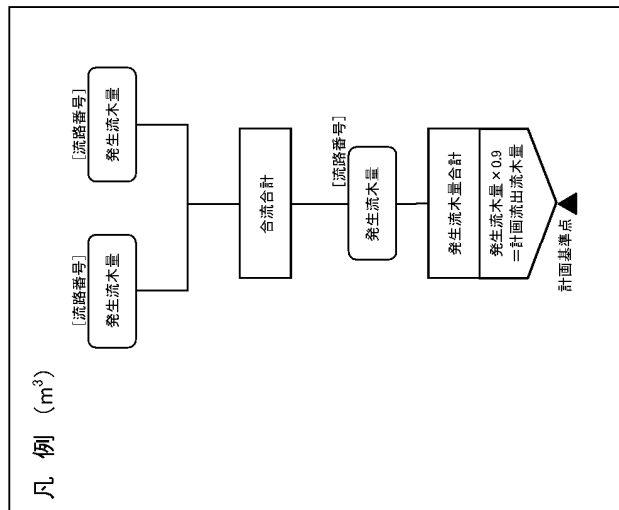 凡 例 (m³)
[流路番号]
発生流木量
[流路番号]
発生流木量
合流合計
[流路番号]
発生流木量
発生流木量合計
発生流木量×0.9
=計画流出流木量
計画基準点